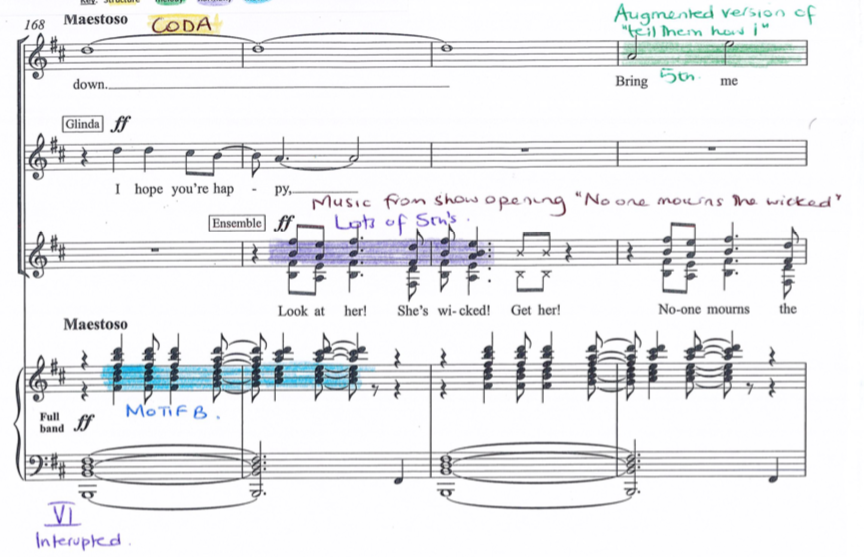 Key: Structure
168 Maestoso CODA
Augmented version of
"tell them how I"
down.
Bring 5th me
Glinda ff
I hope you're hap - py,
Music from show opening "No one mourns the wicked"
Ensemble ff Lots of 5th's.
Look at her! She's wi-cked! Get her! No-one mourns the
Maestoso
Full
band ff
MOTIF B.
VI
Interupted.